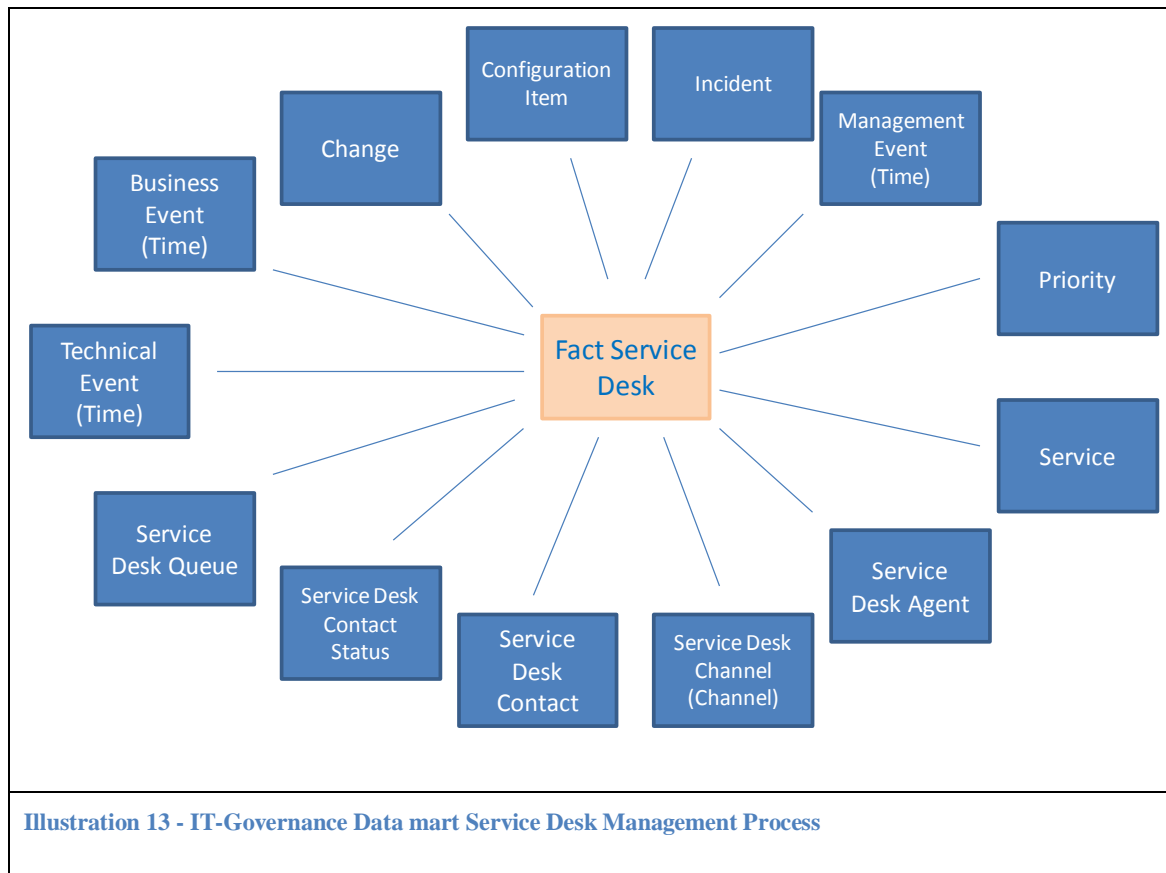 Configuration
Item
Incident
Management
Event
(Time)
Change
Business
Event
(Time)
Priority
Fact Service
Desk
Technical
Event
(Time)
Service
Service
Desk Queue
Service
Desk Agent
Service Desk
Contact
Status
Service
Desk
Contact
Service Desk
Channel
(Channel)
Illustration 13 - IT-Governance Data mart Service Desk Management Process